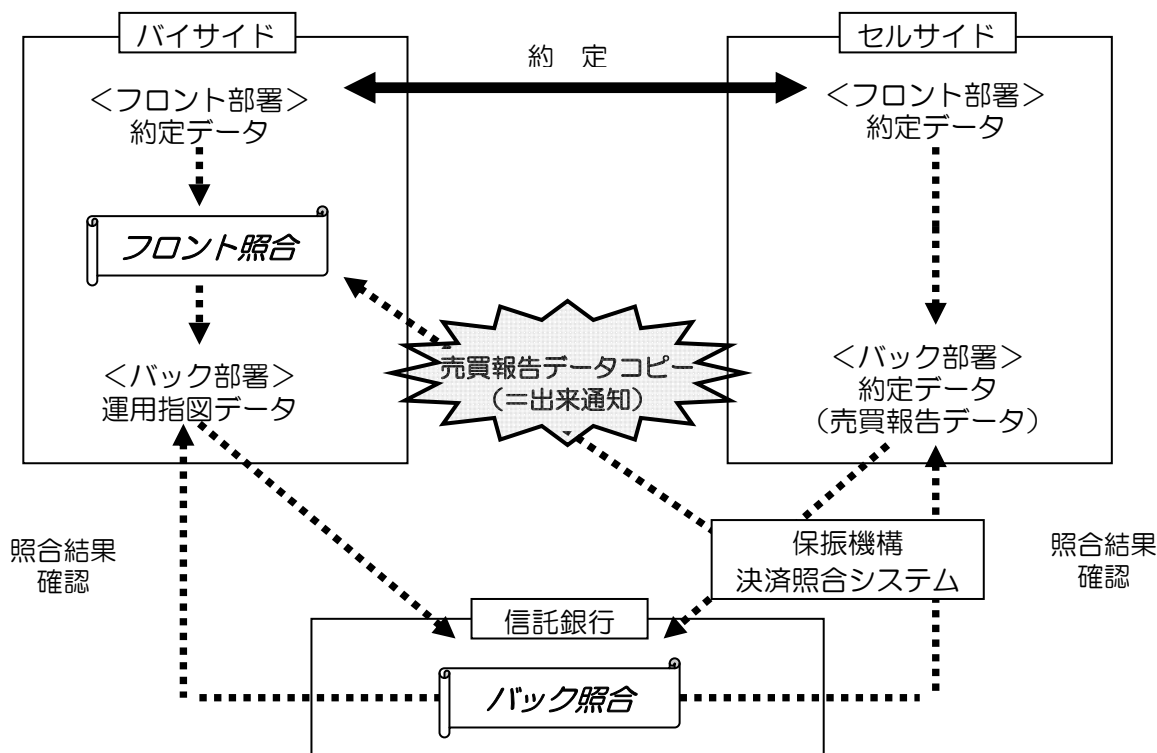 バイサイド
セルサイド
約　定
＜フロント部署＞
約定データ
＜フロント部署＞
約定データ
フロント照合
売買報告データコピー
（＝出来通知）
＜バック部署＞
運用指図データ
＜バック部署＞
約定データ
（売買報告データ）
照合結果
確認
保振機構
決済照合システム
照合結果
確認
信託銀行
バック照合